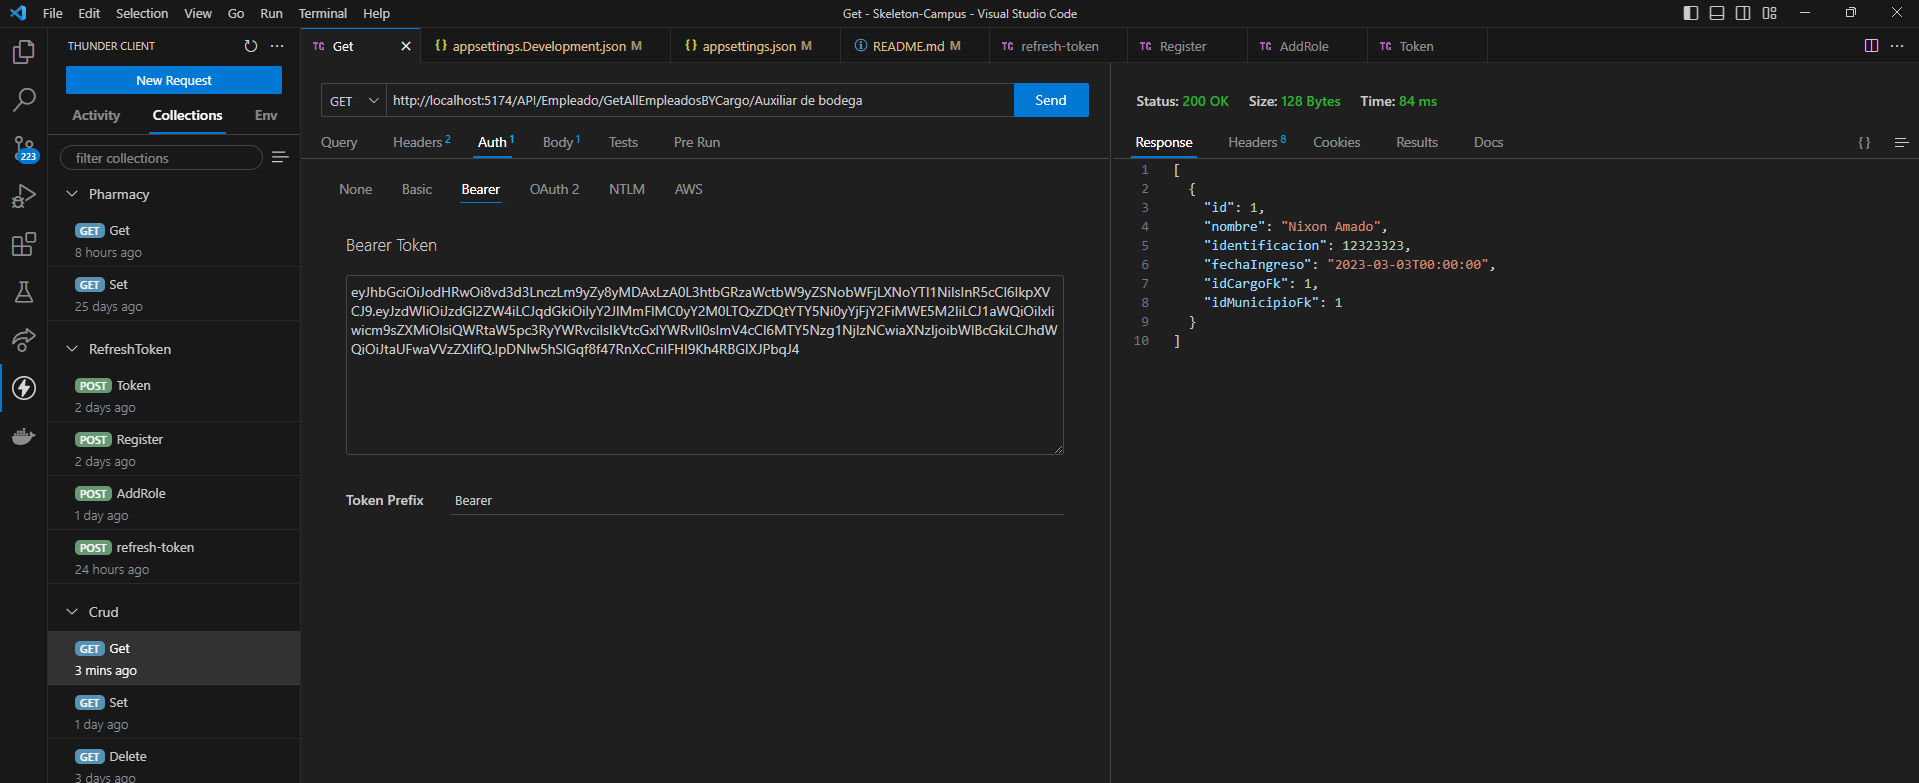 File Edit Selection View Go Run Terminal Help
Get - Skeleton-Campus - Visual Studio Code
THUNDER CLIENT
New Request
Activity Collections Env
filter collections
223
Pharmacy
GET Get
8 hours ago
GET Set
25 days ago
RefreshToken
POST Token
2 days ago
POST Register
2 days ago
POST AddRole
1 day ago
POST refresh-token
24 hours ago
Crud
GET Get
3 mins ago
GET Set
1 day ago
GET Delete
3 days ago
TC Get
{} appsettings.Development.json M
{} appsettings.json M
README.md M
TC refresh-token
TC Register
TC AddRole
TC Token
GET http://localhost:5174/API/Empleado/GetAllEmpleadosBYCargo/Auxiliar de bodega Send
Query Headers 2 Auth 1 Body 1 Tests Pre Run
None Basic Bearer OAuth 2 NTLM AWS
Bearer Token
Token Prefix Bearer
Status: 200 OK Size: 128 Bytes Time: 84 ms
Response Headers 8 Cookies Results Docs {}
1 [
2 {
3 "id": 1,
4 "nombre": "Nixon Amado",
5 "identificacion": 12323323,
6 "fechaIngreso": "2023-03-03T00:00:00",
7 "idCargoFk": 1,
8 "idMunicipioFk": 1
9 }
10 ]